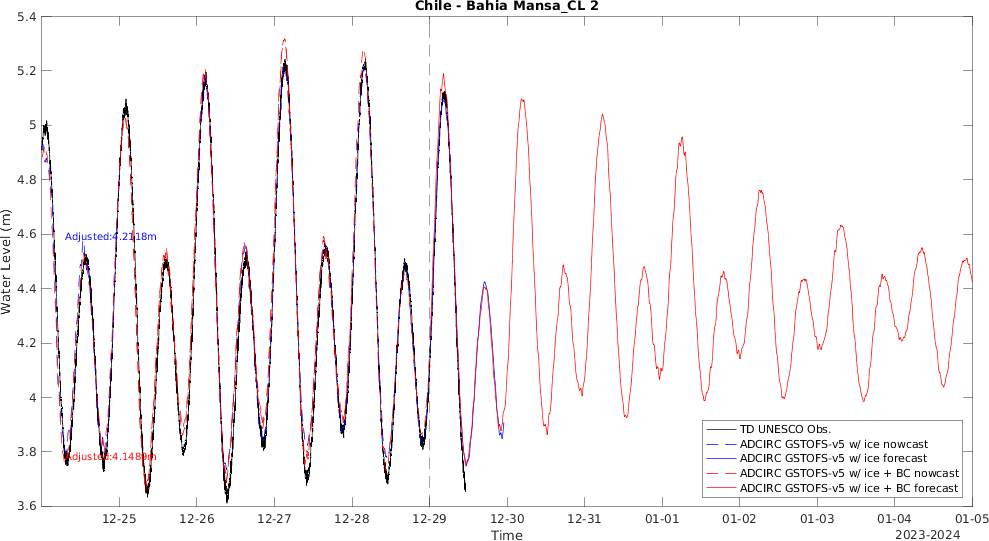 Chile - Bahia Mansa_CL 2
5.4
5.2
5
4.8
4.6
4.4
4.2
4
3.8
3.6
Water Level (m)
Adjusted:4.2118m
Adjusted:4.1489m
TD UNESCO Obs.
ADCIRC GSTOFS-v5 w/ ice nowcast
ADCIRC GSTOFS-v5 w/ ice forecast
ADCIRC GSTOFS-v5 w/ ice + BC nowcast
ADCIRC GSTOFS-v5 w/ ice + BC forecast
12-25 12-26 12-27 12-28 12-29 12-30 12-31 01-01 01-02 01-03 01-04 01-05
Time
2023-2024